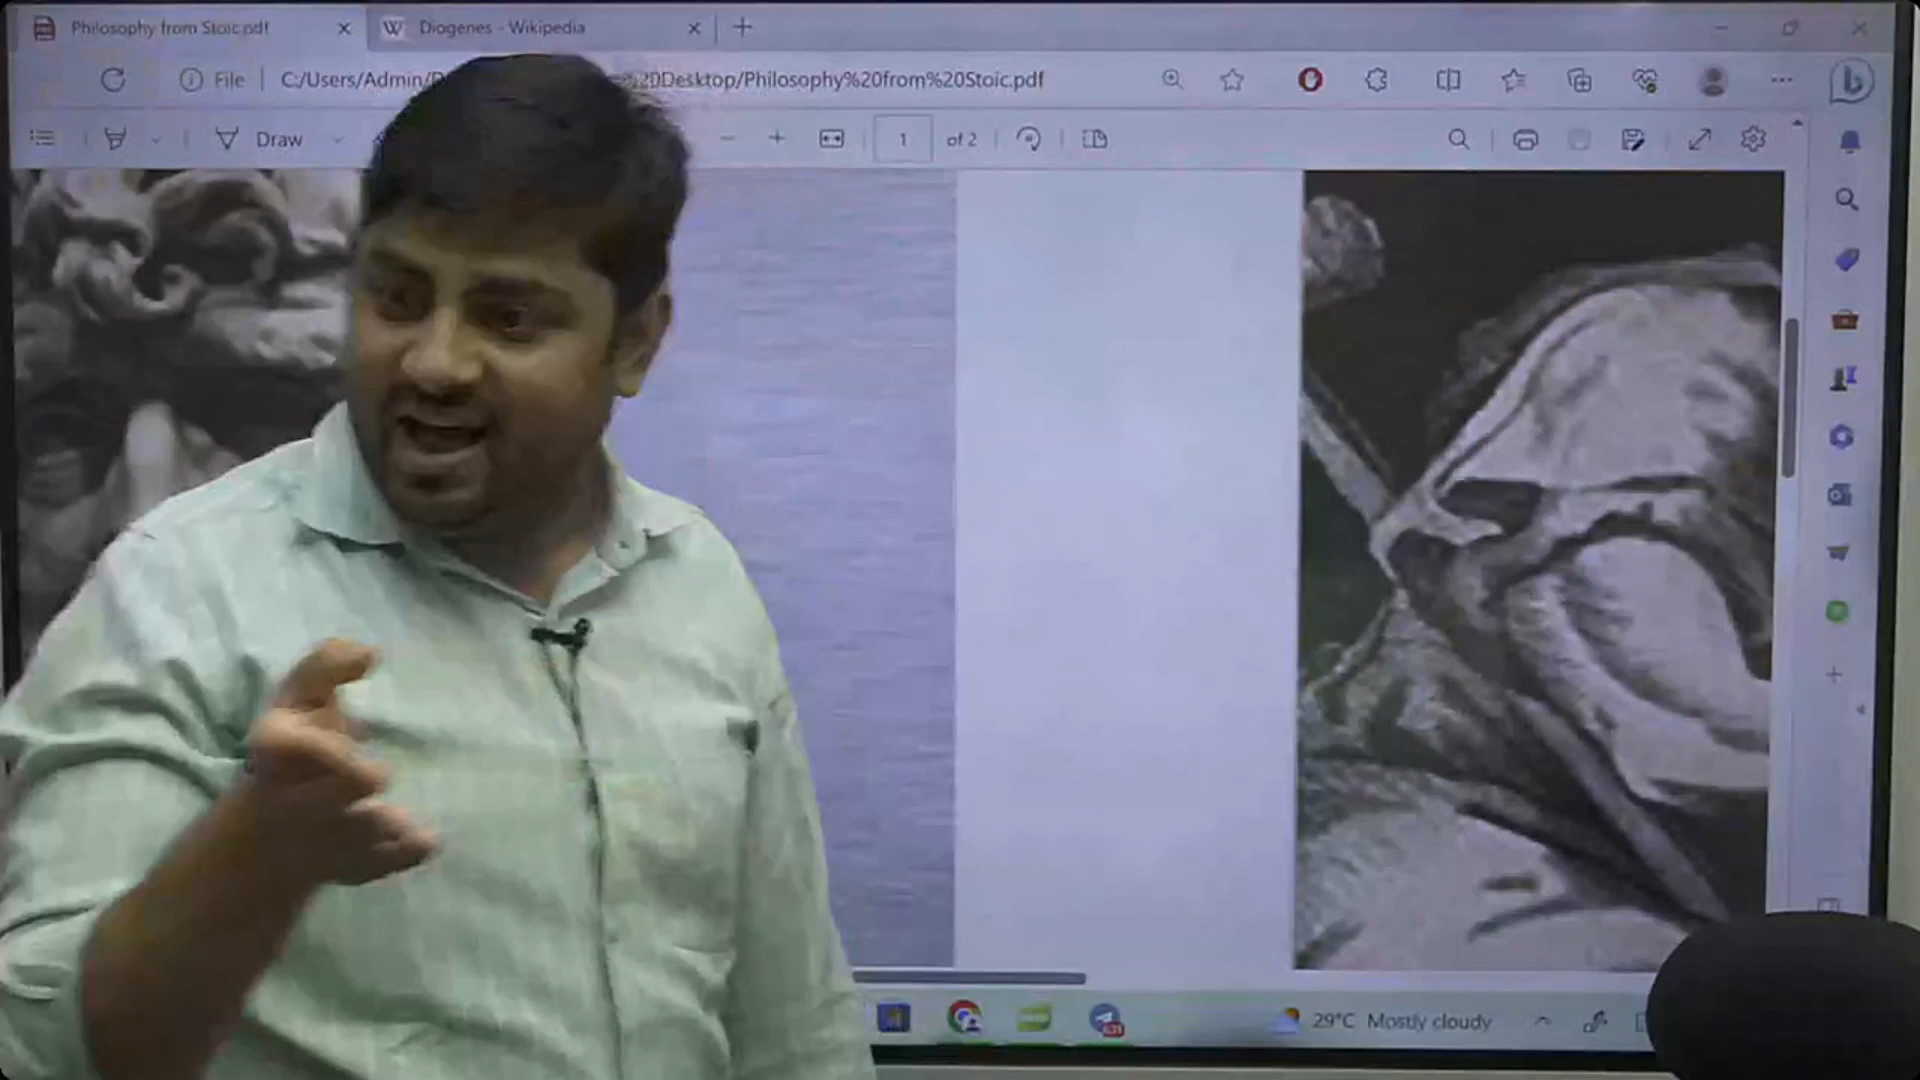 Philosophy from Stoic.pdf
W Diogenes - Wikipedia
File C:/Users/Admin/ %20Desktop/Philosophy%20from%20Stoic.pdf
Draw 1 of 2
29°C Mostly cloudy